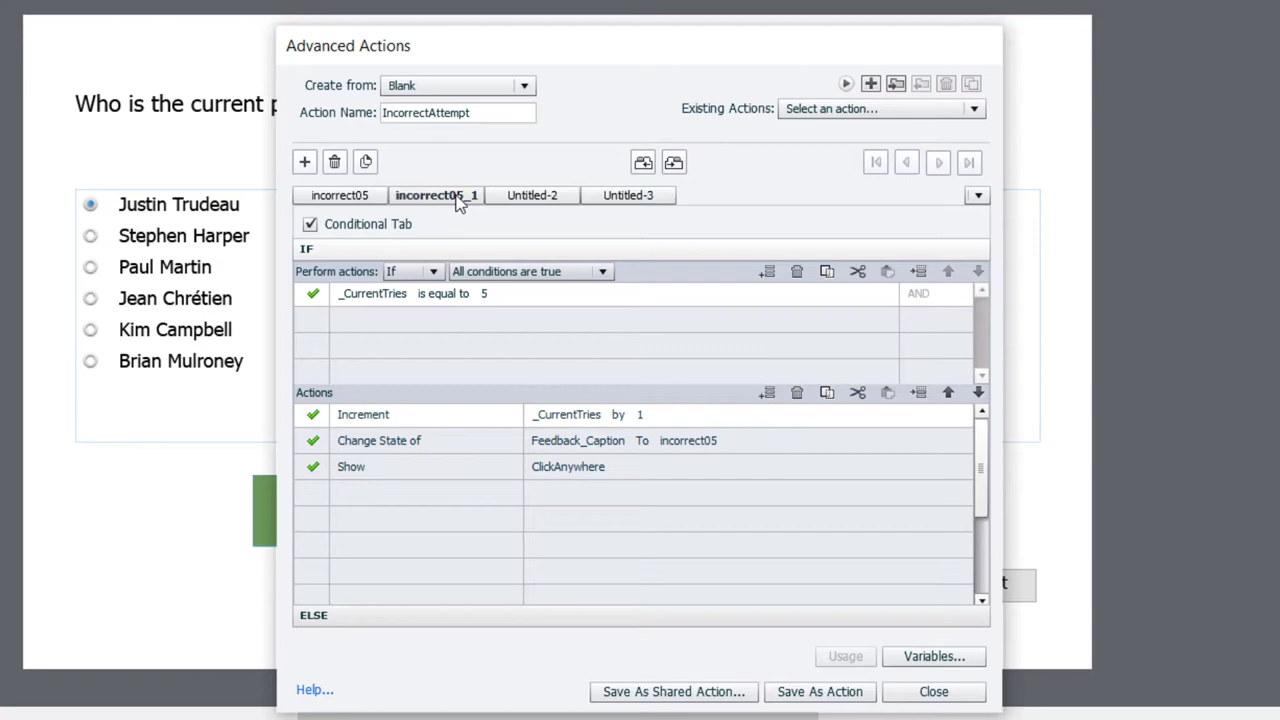 Advanced Actions
Create from: Blank
Action Name: IncorrectAttempt
Existing Actions: Select an action...
Who is the current p
incorrect05 incorrect05_1 Untitled-2 Untitled-3
Conditional Tab
IF
Perform actions: If All conditions are true
_CurrentTries is equal to 5 AND
Justin Trudeau
Stephen Harper
Paul Martin
Jean Chrétien
Kim Campbell
Brian Mulroney
Actions
Increment _CurrentTries by 1
Change State of Feedback_Caption To incorrect05
Show ClickAnywhere
t
ELSE
Usage Variables...
Help... Save As Shared Action... Save As Action Close